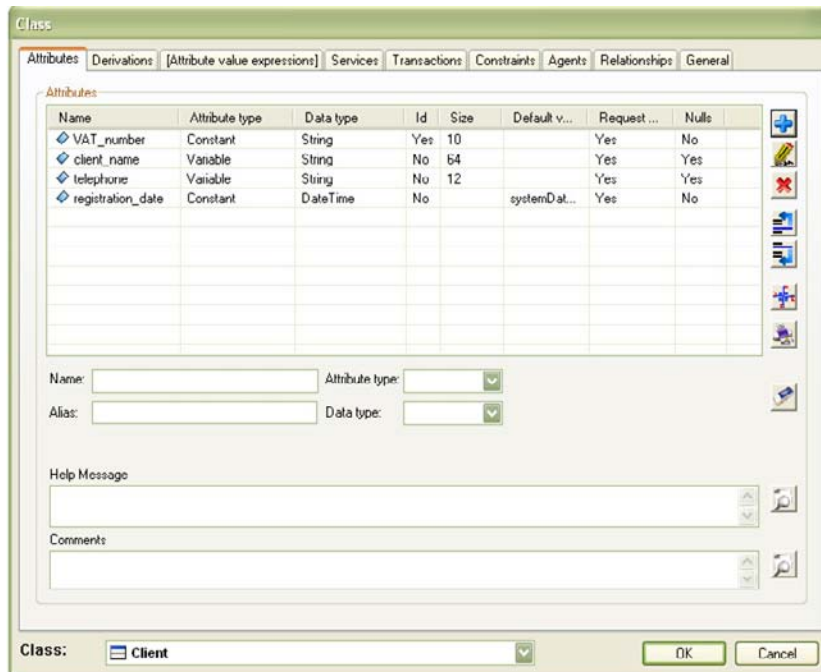 Class
Attributes Derivations [Attribute value expressions] Services Transactions Constraints Agents Relationships General
Attributes
Name Attribute type Data type Id Size Default v... Request ... Nulls
VAT_number Constant String Yes 10 Yes No
client_name Variable String No 64 Yes Yes
telephone Variable String No 12 Yes Yes
registration_date Constant DateTime No systemDat... Yes No
Name: Attribute type:
Alias: Data type:
Help Message
Comments
Class: Client OK Cancel